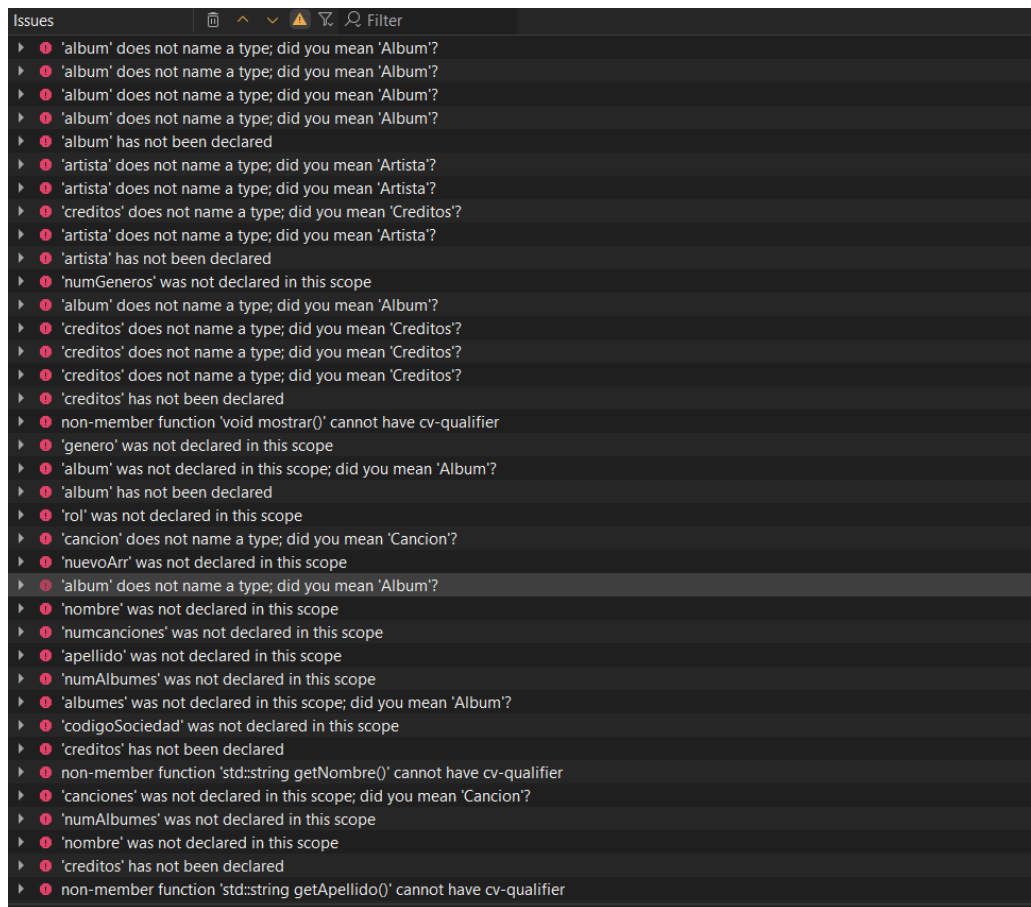 Issues Filter
'album' does not name a type; did you mean 'Album'?
'album' does not name a type; did you mean 'Album'?
'album' does not name a type; did you mean 'Album'?
'album' does not name a type; did you mean 'Album'?
'album' has not been declared
'artista' does not name a type; did you mean 'Artista'?
'artista' does not name a type; did you mean 'Artista'?
'creditos' does not name a type; did you mean 'Creditos'?
'artista' does not name a type; did you mean 'Artista'?
'artista' has not been declared
'numGeneros' was not declared in this scope
'album' does not name a type; did you mean 'Album'?
'creditos' does not name a type; did you mean 'Creditos'?
'creditos' does not name a type; did you mean 'Creditos'?
'creditos' does not name a type; did you mean 'Creditos'?
'creditos' has not been declared
non-member function 'void mostrar()' cannot have cv-qualifier
'genero' was not declared in this scope
'album' was not declared in this scope; did you mean 'Album'?
'album' has not been declared
'rol' was not declared in this scope
'cancion' does not name a type; did you mean 'Cancion'?
'nuevoArr' was not declared in this scope
'album' does not name a type; did you mean 'Album'?
'nombre' was not declared in this scope
'numcanciones' was not declared in this scope
'apellido' was not declared in this scope
'numAlbumes' was not declared in this scope
'albumes' was not declared in this scope; did you mean 'Album'?
'codigoSociedad' was not declared in this scope
'creditos' has not been declared
non-member function 'std::string getNombre()' cannot have cv-qualifier
'canciones' was not declared in this scope; did you mean 'Cancion'?
'numAlbumes' was not declared in this scope
'nombre' was not declared in this scope
'creditos' has not been declared
non-member function 'std::string getApellido()' cannot have cv-qualifier